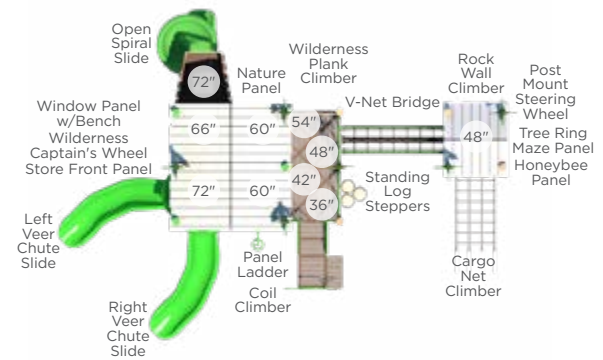 Open
Spiral
Slide
72"
Nature
Panel
Wilderness
Plank
Climber
V-Net Bridge
Rock
Wall
Climber
Post
Mount
Steering
Wheel
Window Panel
w/Bench
Wilderness
Captain's Wheel
Store Front Panel
66"
60"
54"
48"
48"
Tree Ring
Maze Panel
Honeybee
Panel
72"
60"
42"
36"
Standing
Log
Steppers
Left
Veer
Chute
Slide
Panel
Ladder
Coil
Climber
Cargo
Net
Climber
Right
Veer
Chute
Slide